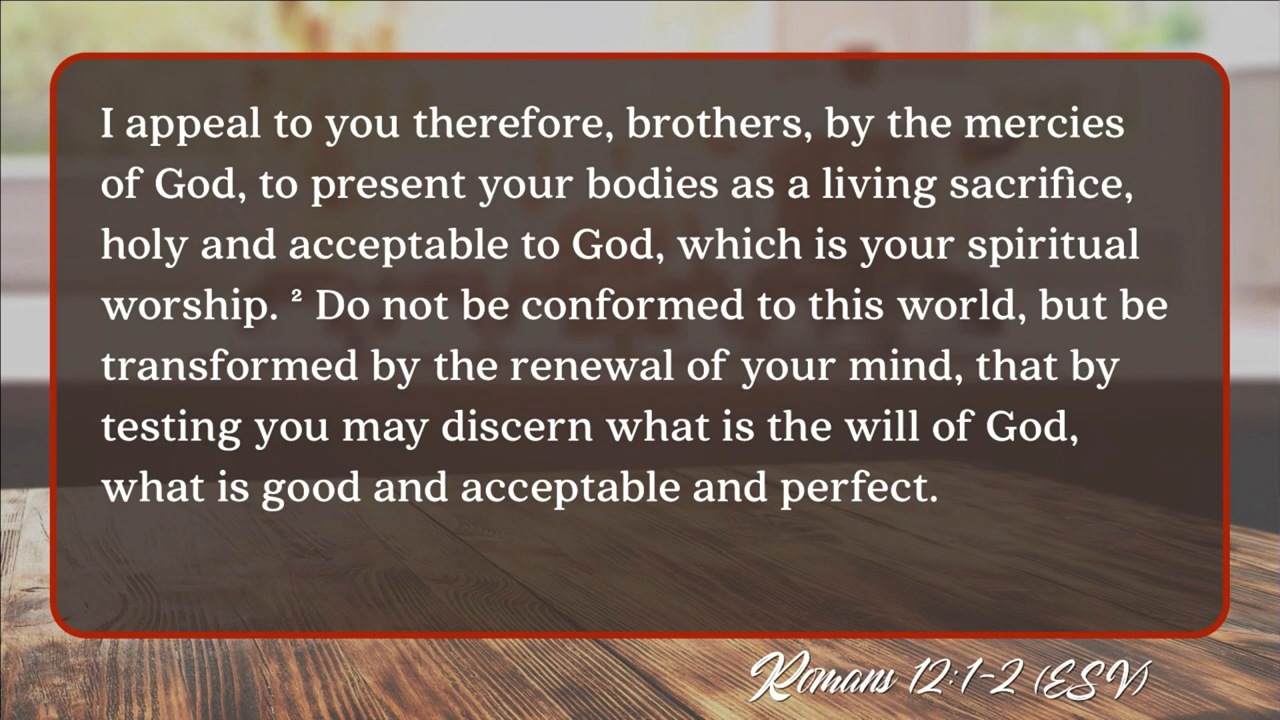 I appeal to you therefore, brothers, by the mercies
of God, to present your bodies as a living sacrifice,
holy and acceptable to God, which is your spiritual
worship. ² Do not be conformed to this world, but be
transformed by the renewal of your mind, that by
testing you may discern what is the will of God,
what is good and acceptable and perfect.
Romans 12:1-2 (ESV)